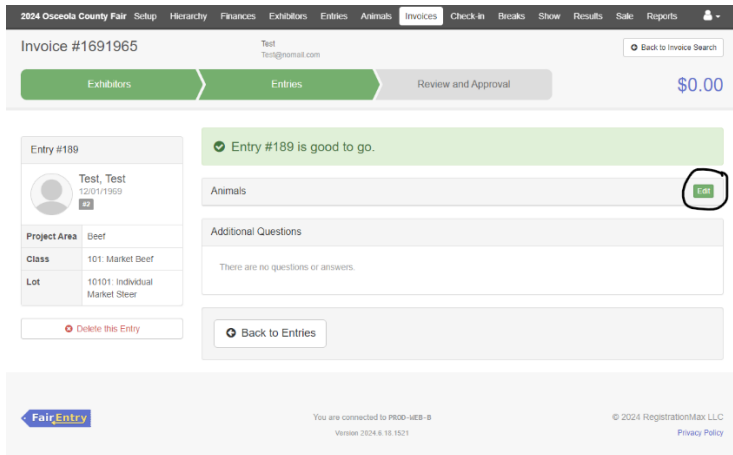 2024 Osceola County Fair Setup Hierarchy Finances Exhibitors Entries Animals Invoices Check-in Breaks Show Results Sale Reports
Invoice #1691965
Test
Test@nomail.com
Back to Invoice Search
Exhibitors
Entries
Review and Approval
$0.00
Entry #189
Test, Test
12/01/1969
#2
Project Area Beef
Class 101: Market Beef
Lot 10101: Individual
Market Steer
Delete this Entry
Entry #189 is good to go.
Animals
Edit
Additional Questions
There are no questions or answers.
Back to Entries
FairEntry
You are connected to PROD-WEB-B
Version 2024.6.18.1521
© 2024 RegistrationMax LLC
Privacy Policy